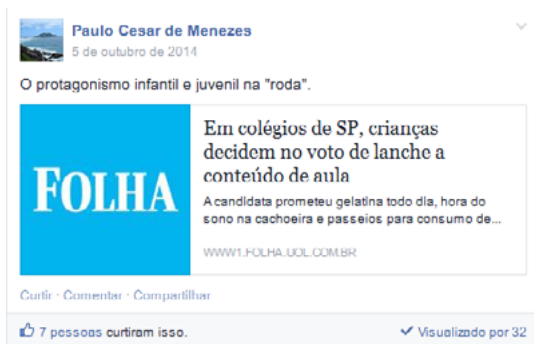 Paulo Cesar de Menezes
5 de outubro de 2014
O protagonismo infantil e juvenil na "roda".
FOLHA
Em colégios de SP, crianças
decidem no voto de lanche a
conteúdo de aula
A candidata prometeu gelatina todo dia, hora do
sono na cachoeira e passeios para consumo de...
WWW1.FOLHA.UOL.COM.BR
Curtir · Comentar · Compartilhar
7 pessoas curtiram isso.
Visualizado por 32